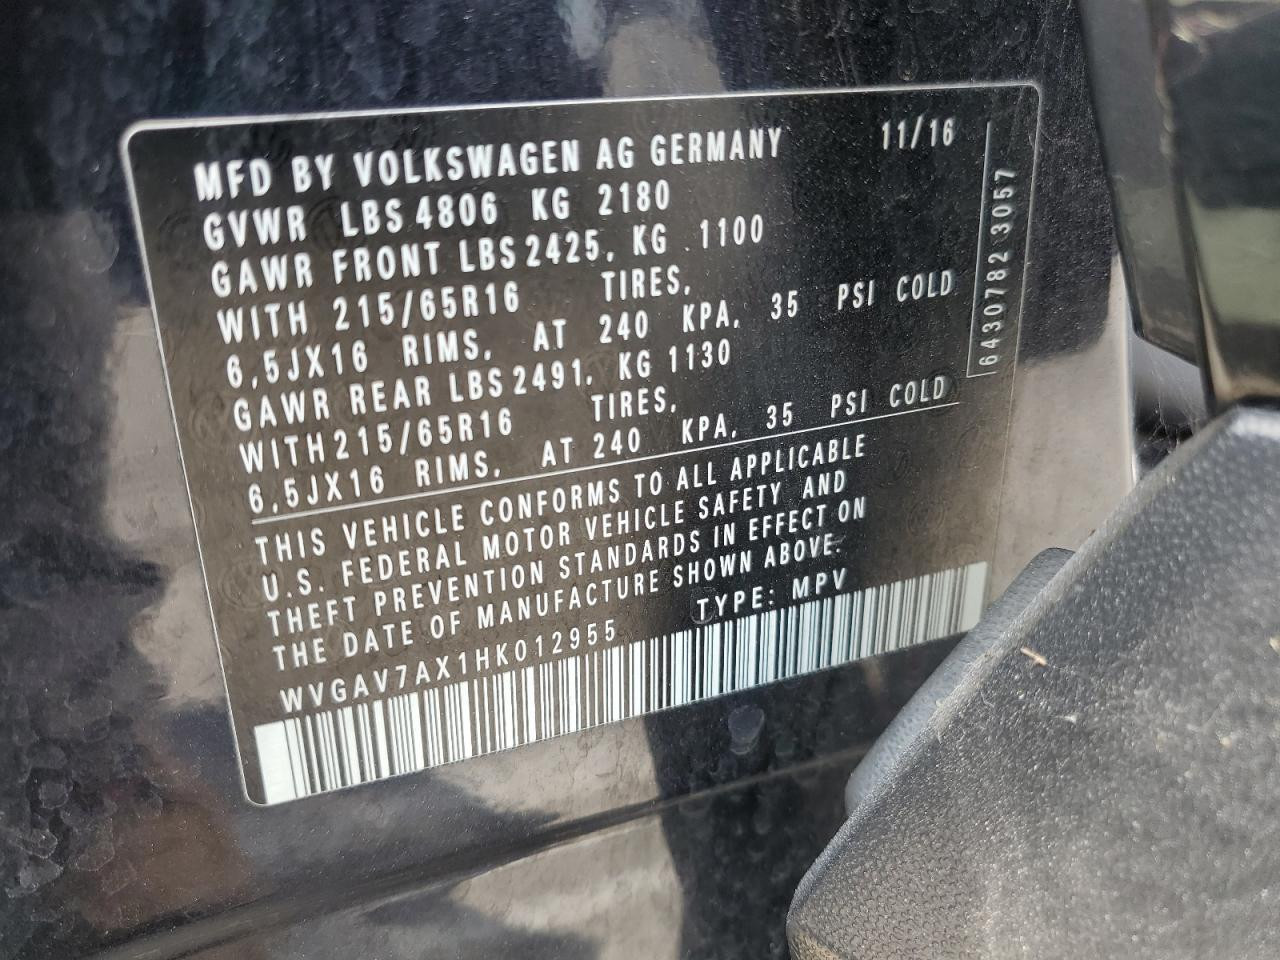 MFD BY VOLKSWAGEN AG GERMANY 11/16
GVWR LBS 4806 KG 2180
GAWR FRONT LBS 2425, KG 1100
WITH 215/65R16 TIRES,
6,5JX16 RIMS, AT 240 KPA, 35 PSI COLD
GAWR REAR LBS 2491, KG 1130
WITH 215/65R16 TIRES,
6,5JX16 RIMS, AT 240 KPA, 35 PSI COLD
THIS VEHICLE CONFORMS TO ALL APPLICABLE
U.S. FEDERAL MOTOR VEHICLE SAFETY AND
THEFT PREVENTION STANDARDS IN EFFECT ON
THE DATE OF MANUFACTURE SHOWN ABOVE.
WVGAV7AX1HK012955 TYPE: MPV
6430782 3057